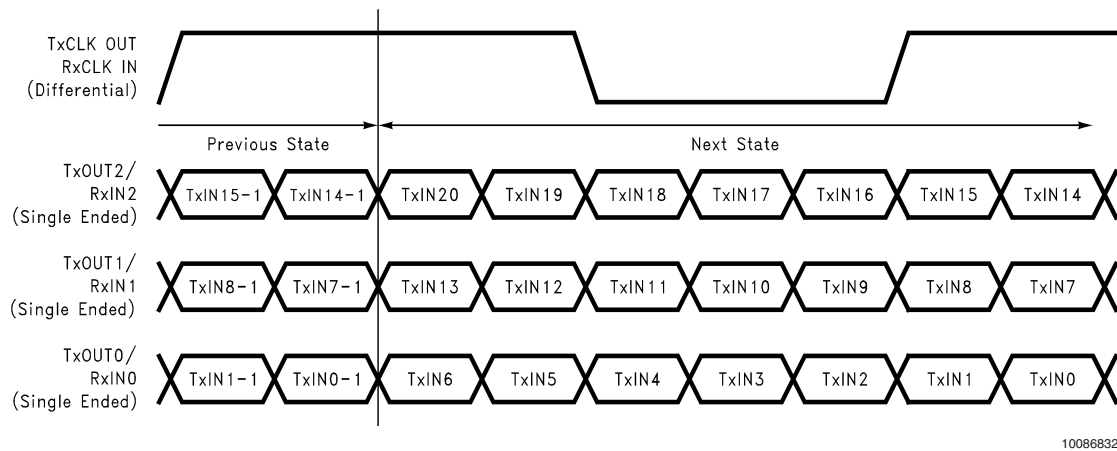 TxCLK OUT
RxCLK IN
(Differential)
Previous State
Next State
TxOUT2/
RxIN2
(Single Ended)
TxIN15-1 TxIN14-1 TxIN20 TxIN19 TxIN18 TxIN17 TxIN16 TxIN15 TxIN14
TxOUT1/
RxIN1
(Single Ended)
TxIN8-1 TxIN7-1 TxIN13 TxIN12 TxIN11 TxIN10 TxIN9 TxIN8 TxIN7
TxOUT0/
RxIN0
(Single Ended)
TxIN1-1 TxIN0-1 TxIN6 TxIN5 TxIN4 TxIN3 TxIN2 TxIN1 TxIN0
10086832